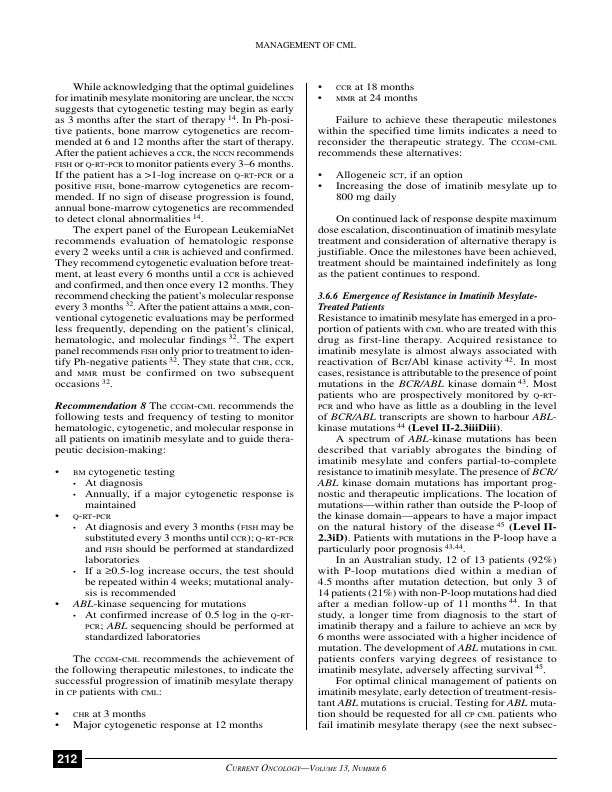 MANAGEMENT OF CML
While acknowledging that the optimal guidelines
for imatinib mesylate monitoring are unclear, the NCCN
suggests that cytogenetic testing may begin as early
as 3 months after the start of therapy 14. In Ph-posi-
tive patients, bone marrow cytogenetics are recom-
mended at 6 and 12 months after the start of therapy.
After the patient achieves a CCR, the NCCN recommends
FISH or Q-RT-PCR to monitor patients every 3–6 months.
If the patient has a >1-log increase on Q-RT-PCR or a
positive FISH, bone-marrow cytogenetics are recom-
mended. If no sign of disease progression is found,
annual bone-marrow cytogenetics are recommended
to detect clonal abnormalities 14.
The expert panel of the European LeukemiaNet
recommends evaluation of hematologic response
every 2 weeks until a CHR is achieved and confirmed.
They recommend cytogenetic evaluation before treat-
ment, at least every 6 months until a CCR is achieved
and confirmed, and then once every 12 months. They
recommend checking the patient's molecular response
every 3 months 32. After the patient attains a MMR, con-
ventional cytogenetic evaluations may be performed
less frequently, depending on the patient's clinical,
hematologic, and molecular findings 32. The expert
panel recommends FISH only prior to treatment to iden-
tify Ph-negative patients 32. They state that CHR, CCR,
and MMR must be confirmed on two subsequent
occasions 32.
Recommendation 8 The CCGM-CML recommends the
following tests and frequency of testing to monitor
hematologic, cytogenetic, and molecular response in
all patients on imatinib mesylate and to guide thera-
peutic decision-making:
• BM cytogenetic testing
• At diagnosis
• Annually, if a major cytogenetic response is
maintained
• Q-RT-PCR
• At diagnosis and every 3 months (FISH may be
substituted every 3 months until CCR); Q-RT-PCR
and FISH should be performed at standardized
laboratories
• If a ≥0.5-log increase occurs, the test should
be repeated within 4 weeks; mutational analy-
sis is recommended
• ABL-kinase sequencing for mutations
• At confirmed increase of 0.5 log in the Q-RT-
PCR; ABL sequencing should be performed at
standardized laboratories
The CCGM-CML recommends the achievement of
the following therapeutic milestones, to indicate the
successful progression of imatinib mesylate therapy
in CP patients with CML:
• CHR at 3 months
• Major cytogenetic response at 12 months
• CCR at 18 months
• MMR at 24 months
Failure to achieve these therapeutic milestones
within the specified time limits indicates a need to
reconsider the therapeutic strategy. The CCGM-CML
recommends these alternatives:
• Allogeneic SCT, if an option
• Increasing the dose of imatinib mesylate up to
800 mg daily
On continued lack of response despite maximum
dose escalation, discontinuation of imatinib mesylate
treatment and consideration of alternative therapy is
justifiable. Once the milestones have been achieved,
treatment should be maintained indefinitely as long
as the patient continues to respond.
3.6.6 Emergence of Resistance in Imatinib Mesylate-
Treated Patients
Resistance to imatinib mesylate has emerged in a pro-
portion of patients with CML who are treated with this
drug as first-line therapy. Acquired resistance to
imatinib mesylate is almost always associated with
reactivation of Bcr/Abl kinase activity 42. In most
cases, resistance is attributable to the presence of point
mutations in the BCR/ABL kinase domain 43. Most
patients who are prospectively monitored by Q-RT-
PCR and who have as little as a doubling in the level
of BCR/ABL transcripts are shown to harbour ABL-
kinase mutations 44 (Level II-2.3iiiDiii).
A spectrum of ABL-kinase mutations has been
described that variably abrogates the binding of
imatinib mesylate and confers partial-to-complete
resistance to imatinib mesylate. The presence of BCR/
ABL kinase domain mutations has important prog-
nostic and therapeutic implications. The location of
mutations—within rather than outside the P-loop of
the kinase domain—appears to have a major impact
on the natural history of the disease 45 (Level II-
2.3iD). Patients with mutations in the P-loop have a
particularly poor prognosis 43,44.
In an Australian study, 12 of 13 patients (92%)
with P-loop mutations died within a median of
4.5 months after mutation detection, but only 3 of
14 patients (21%) with non-P-loop mutations had died
after a median follow-up of 11 months 44. In that
study, a longer time from diagnosis to the start of
imatinib therapy and a failure to achieve an MCR by
6 months were associated with a higher incidence of
mutation. The development of ABL mutations in CML
patients confers varying degrees of resistance to
imatinib mesylate, adversely affecting survival 45.
For optimal clinical management of patients on
imatinib mesylate, early detection of treatment-resis-
tant ABL mutations is crucial. Testing for ABL muta-
tion should be requested for all CP CML patients who
fail imatinib mesylate therapy (see the next subsec-
212
CURRENT ONCOLOGY—VOLUME 13, NUMBER 6